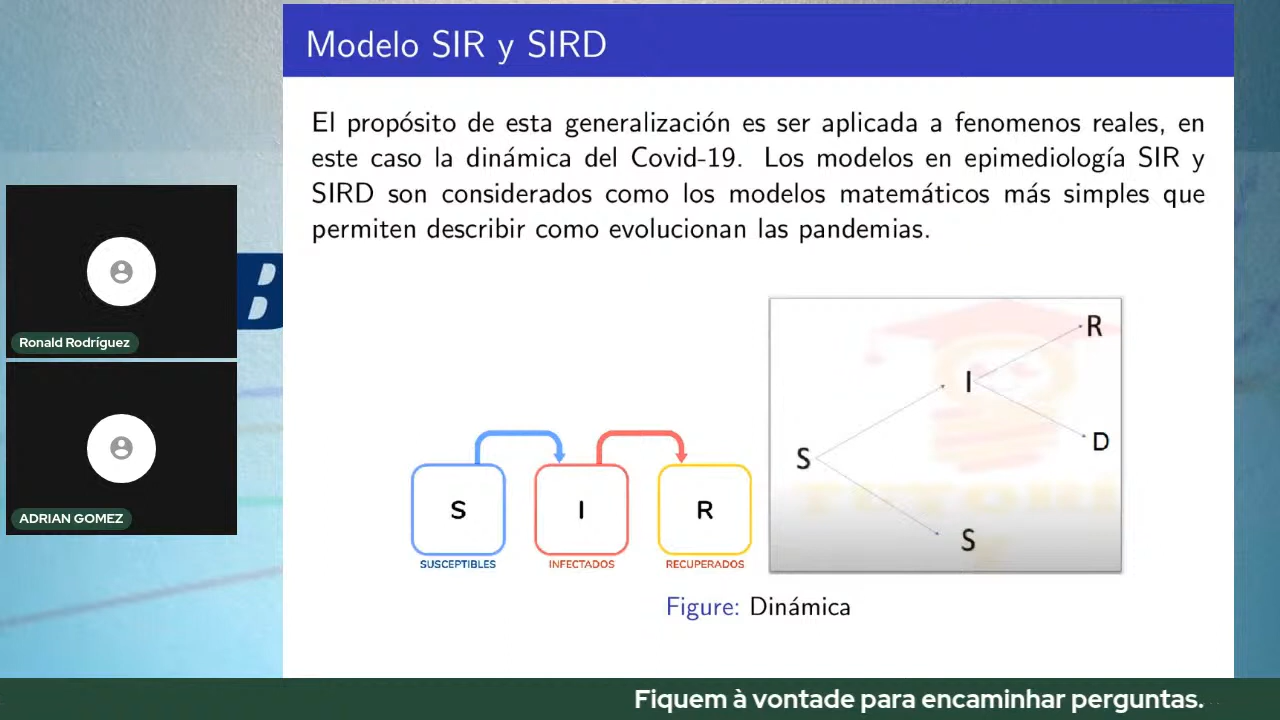 Modelo SIR y SIRD
El propósito de esta generalización es ser aplicada a fenomenos reales, en
este caso la dinámica del Covid-19. Los modelos en epimediología SIR y
SIRD son considerados como los modelos matemáticos más simples que
permiten describir como evolucionan las pandemias.
S
I
R
SUSCEPTIBLES
INFECTADOS
RECUPERADOS
R
I
D
S
S
Figure: Dinámica
Ronald Rodríguez
ADRIAN GOMEZ
B
Fiquem à vontade para encaminhar perguntas.